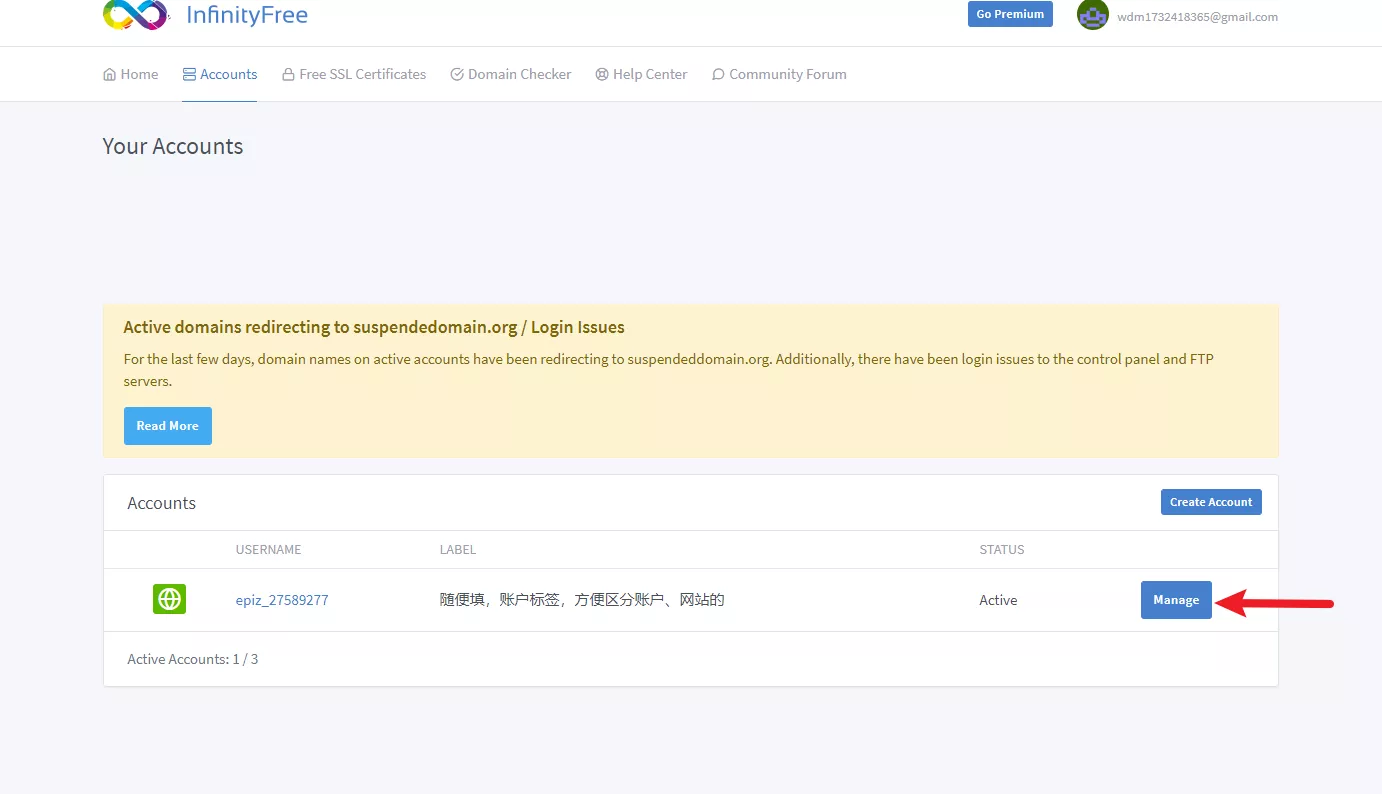 InfinityFree
Go Premium
wdm1732418365@gmail.com
Home
Accounts
Free SSL Certificates
Domain Checker
Help Center
Community Forum
Your Accounts
Active domains redirecting to suspendedomain.org / Login Issues
For the last few days, domain names on active accounts have been redirecting to suspendeddomain.org. Additionally, there have been login issues to the control panel and FTP
servers.
Read More
Accounts
Create Account
USERNAME
LABEL
STATUS
epiz_27589277
随便填，账户标签，方便区分账户、网站的
Active
Manage
Active Accounts: 1 / 3